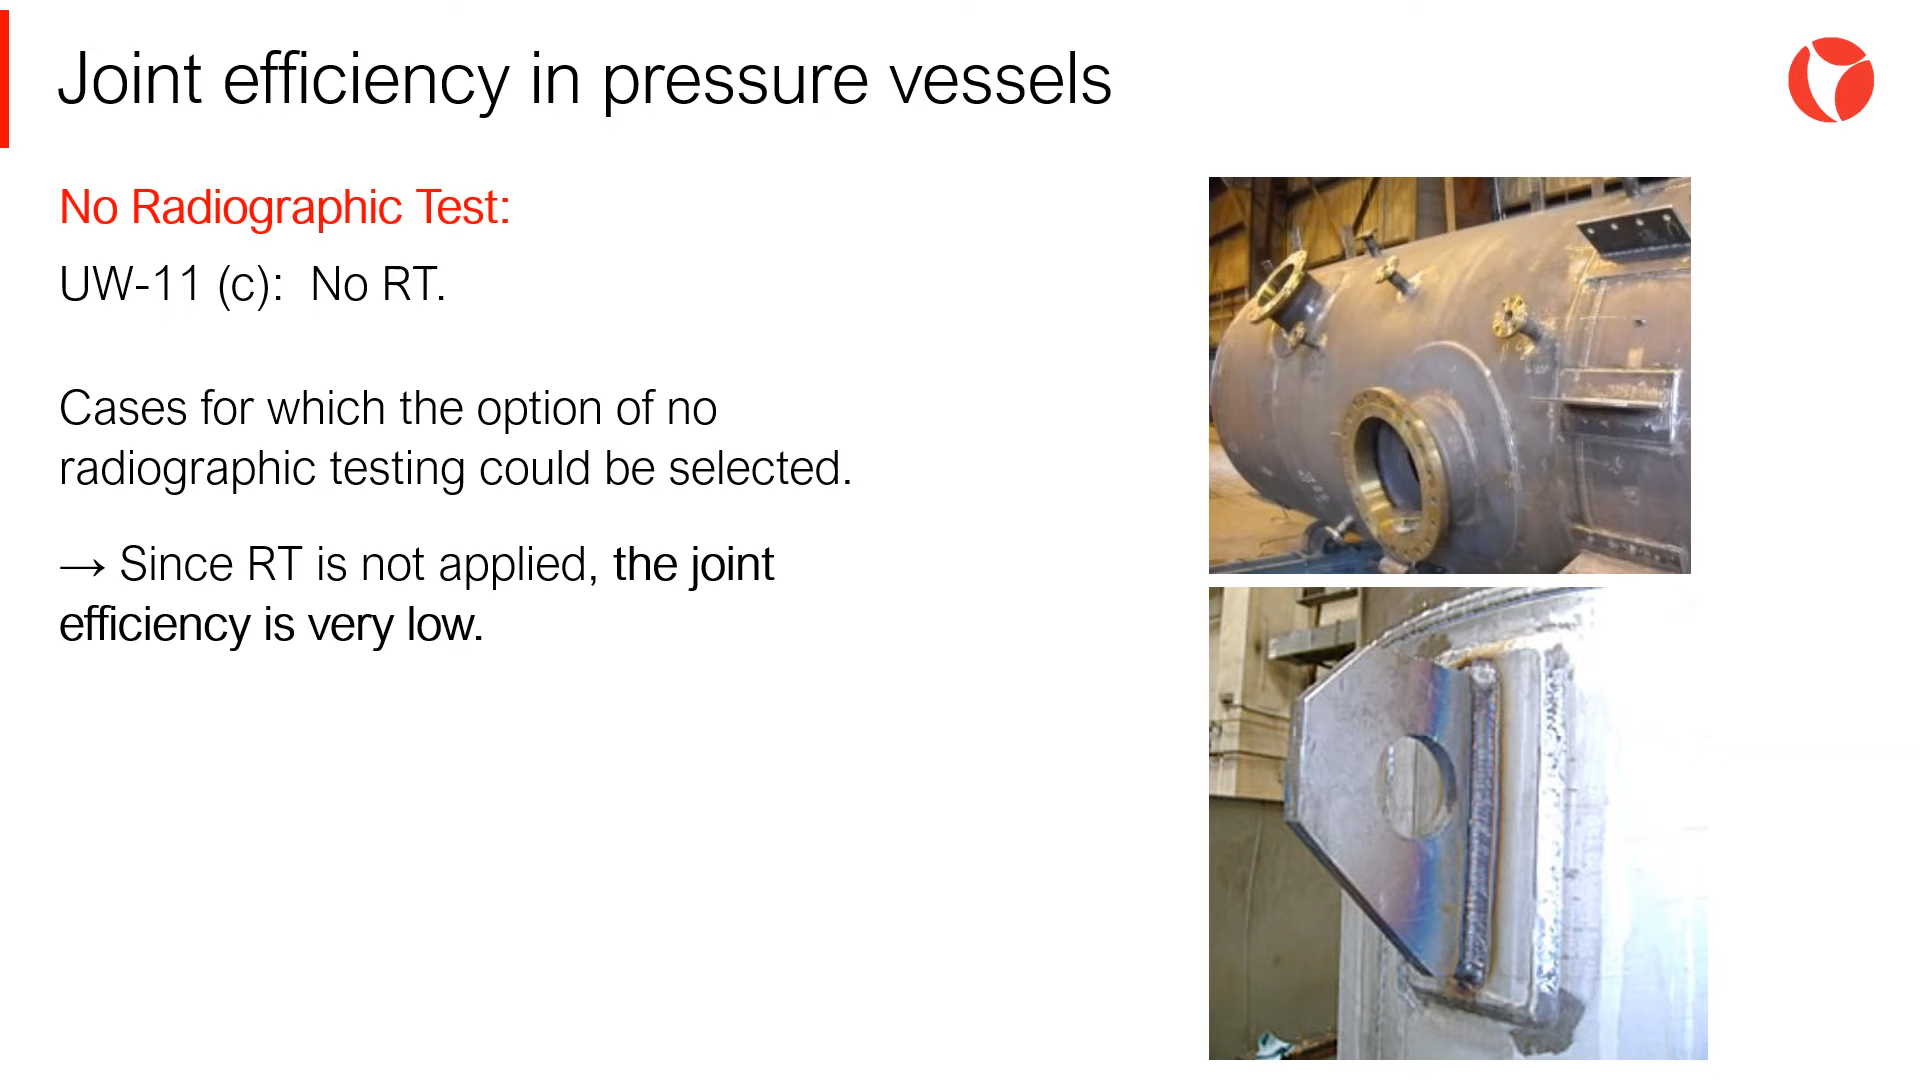 Joint efficiency in pressure vessels
No Radiographic Test:
UW-11 (c): No RT.
Cases for which the option of no
radiographic testing could be selected.
→ Since RT is not applied, the joint
efficiency is very low.